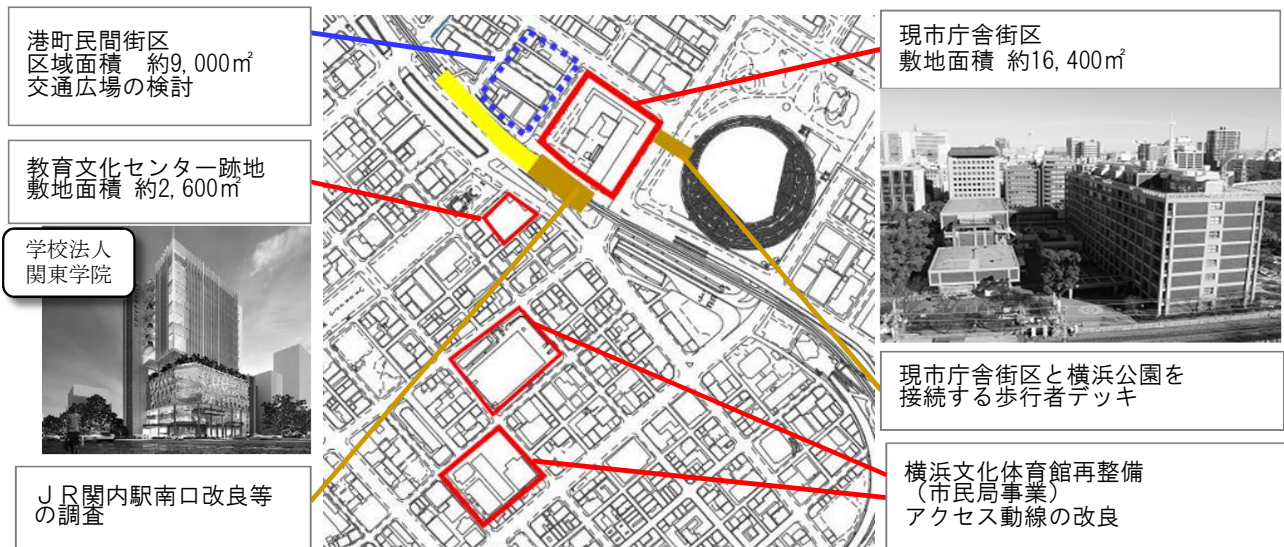 港町民間街区
区域面積　約9,000㎡
交通広場の検討
教育文化センター跡地
敷地面積 約2,600㎡
学校法人
関東学院
ＪＲ関内駅南口改良等
の調査
現市庁舎街区
敷地面積 約16,400㎡
現市庁舎街区と横浜公園を
接続する歩行者デッキ
横浜文化体育館再整備
（市民局事業）
アクセス動線の改良